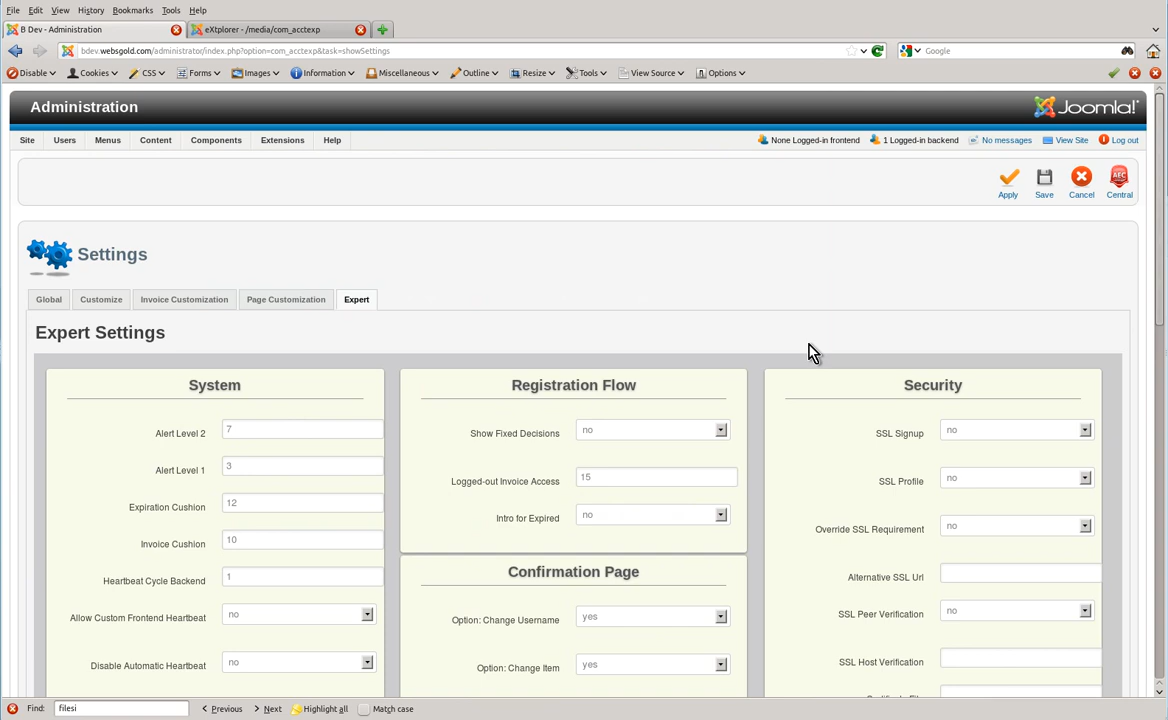 File Edit View History Bookmarks Tools Help
B Dev - Administration
eXtplorer - /media/com_acctexp
bdev.websgold.com/administrator/index.php?option=com_acctexp&task=showSettings
Google
Disable Cookies CSS Forms Images Information Miscellaneous Outline Resize Tools View Source Options
Administration
Joomla!
Site Users Menus Content Components Extensions Help
None Logged-in frontend 1 Logged-in backend No messages View Site Log out
AEC
Apply Save Cancel Central
Settings
Global Customize Invoice Customization Page Customization Expert
Expert Settings
System
Alert Level 2 7
Alert Level 1 3
Expiration Cushion 12
Invoice Cushion 10
Heartbeat Cycle Backend 1
Allow Custom Frontend Heartbeat no
Disable Automatic Heartbeat no
Registration Flow
Show Fixed Decisions no
Logged-out Invoice Access 15
Intro for Expired no
Confirmation Page
Option: Change Username yes
Option: Change Item yes
Security
SSL Signup no
SSL Profile no
Override SSL Requirement no
Alternative SSL Url
SSL Peer Verification no
SSL Host Verification
Find: filesi Previous Next Highlight all Match case